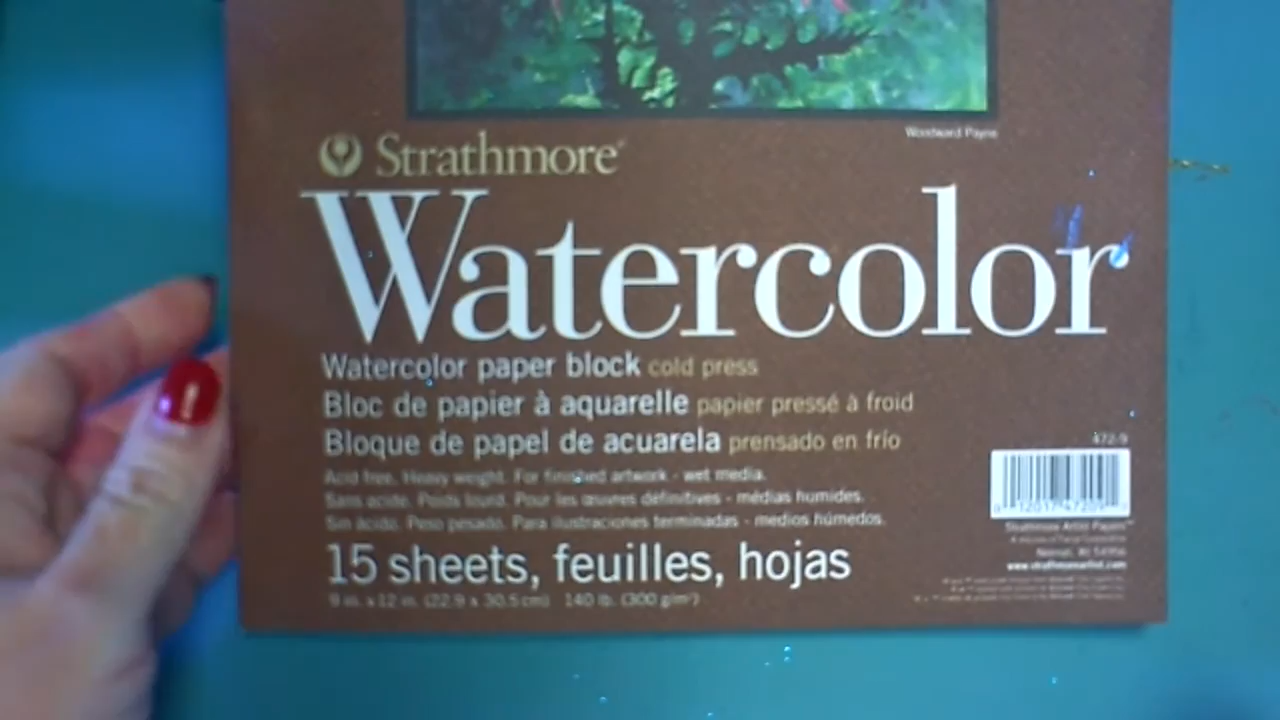 Woodward Payne
Strathmore
Watercolor
Watercolor paper block cold press
Bloc de papier à aquarelle papier pressé à froid
Bloque de papel de acuarela prensado en frío
Acid free. Heavy weight. For finished artwork - wet media.
Sans acide. Poids lourd. Pour les œuvres définitives - médias humides.
Sin ácido. Peso pesado. Para ilustraciones terminadas - medios húmedos.
15 sheets, feuilles, hojas
9 in. x 12 in. (22.9 x 30.5 cm) 140 lb. (300 g/m²)
472-9
Strathmore Artist Papers™
www.strathmoreartist.com